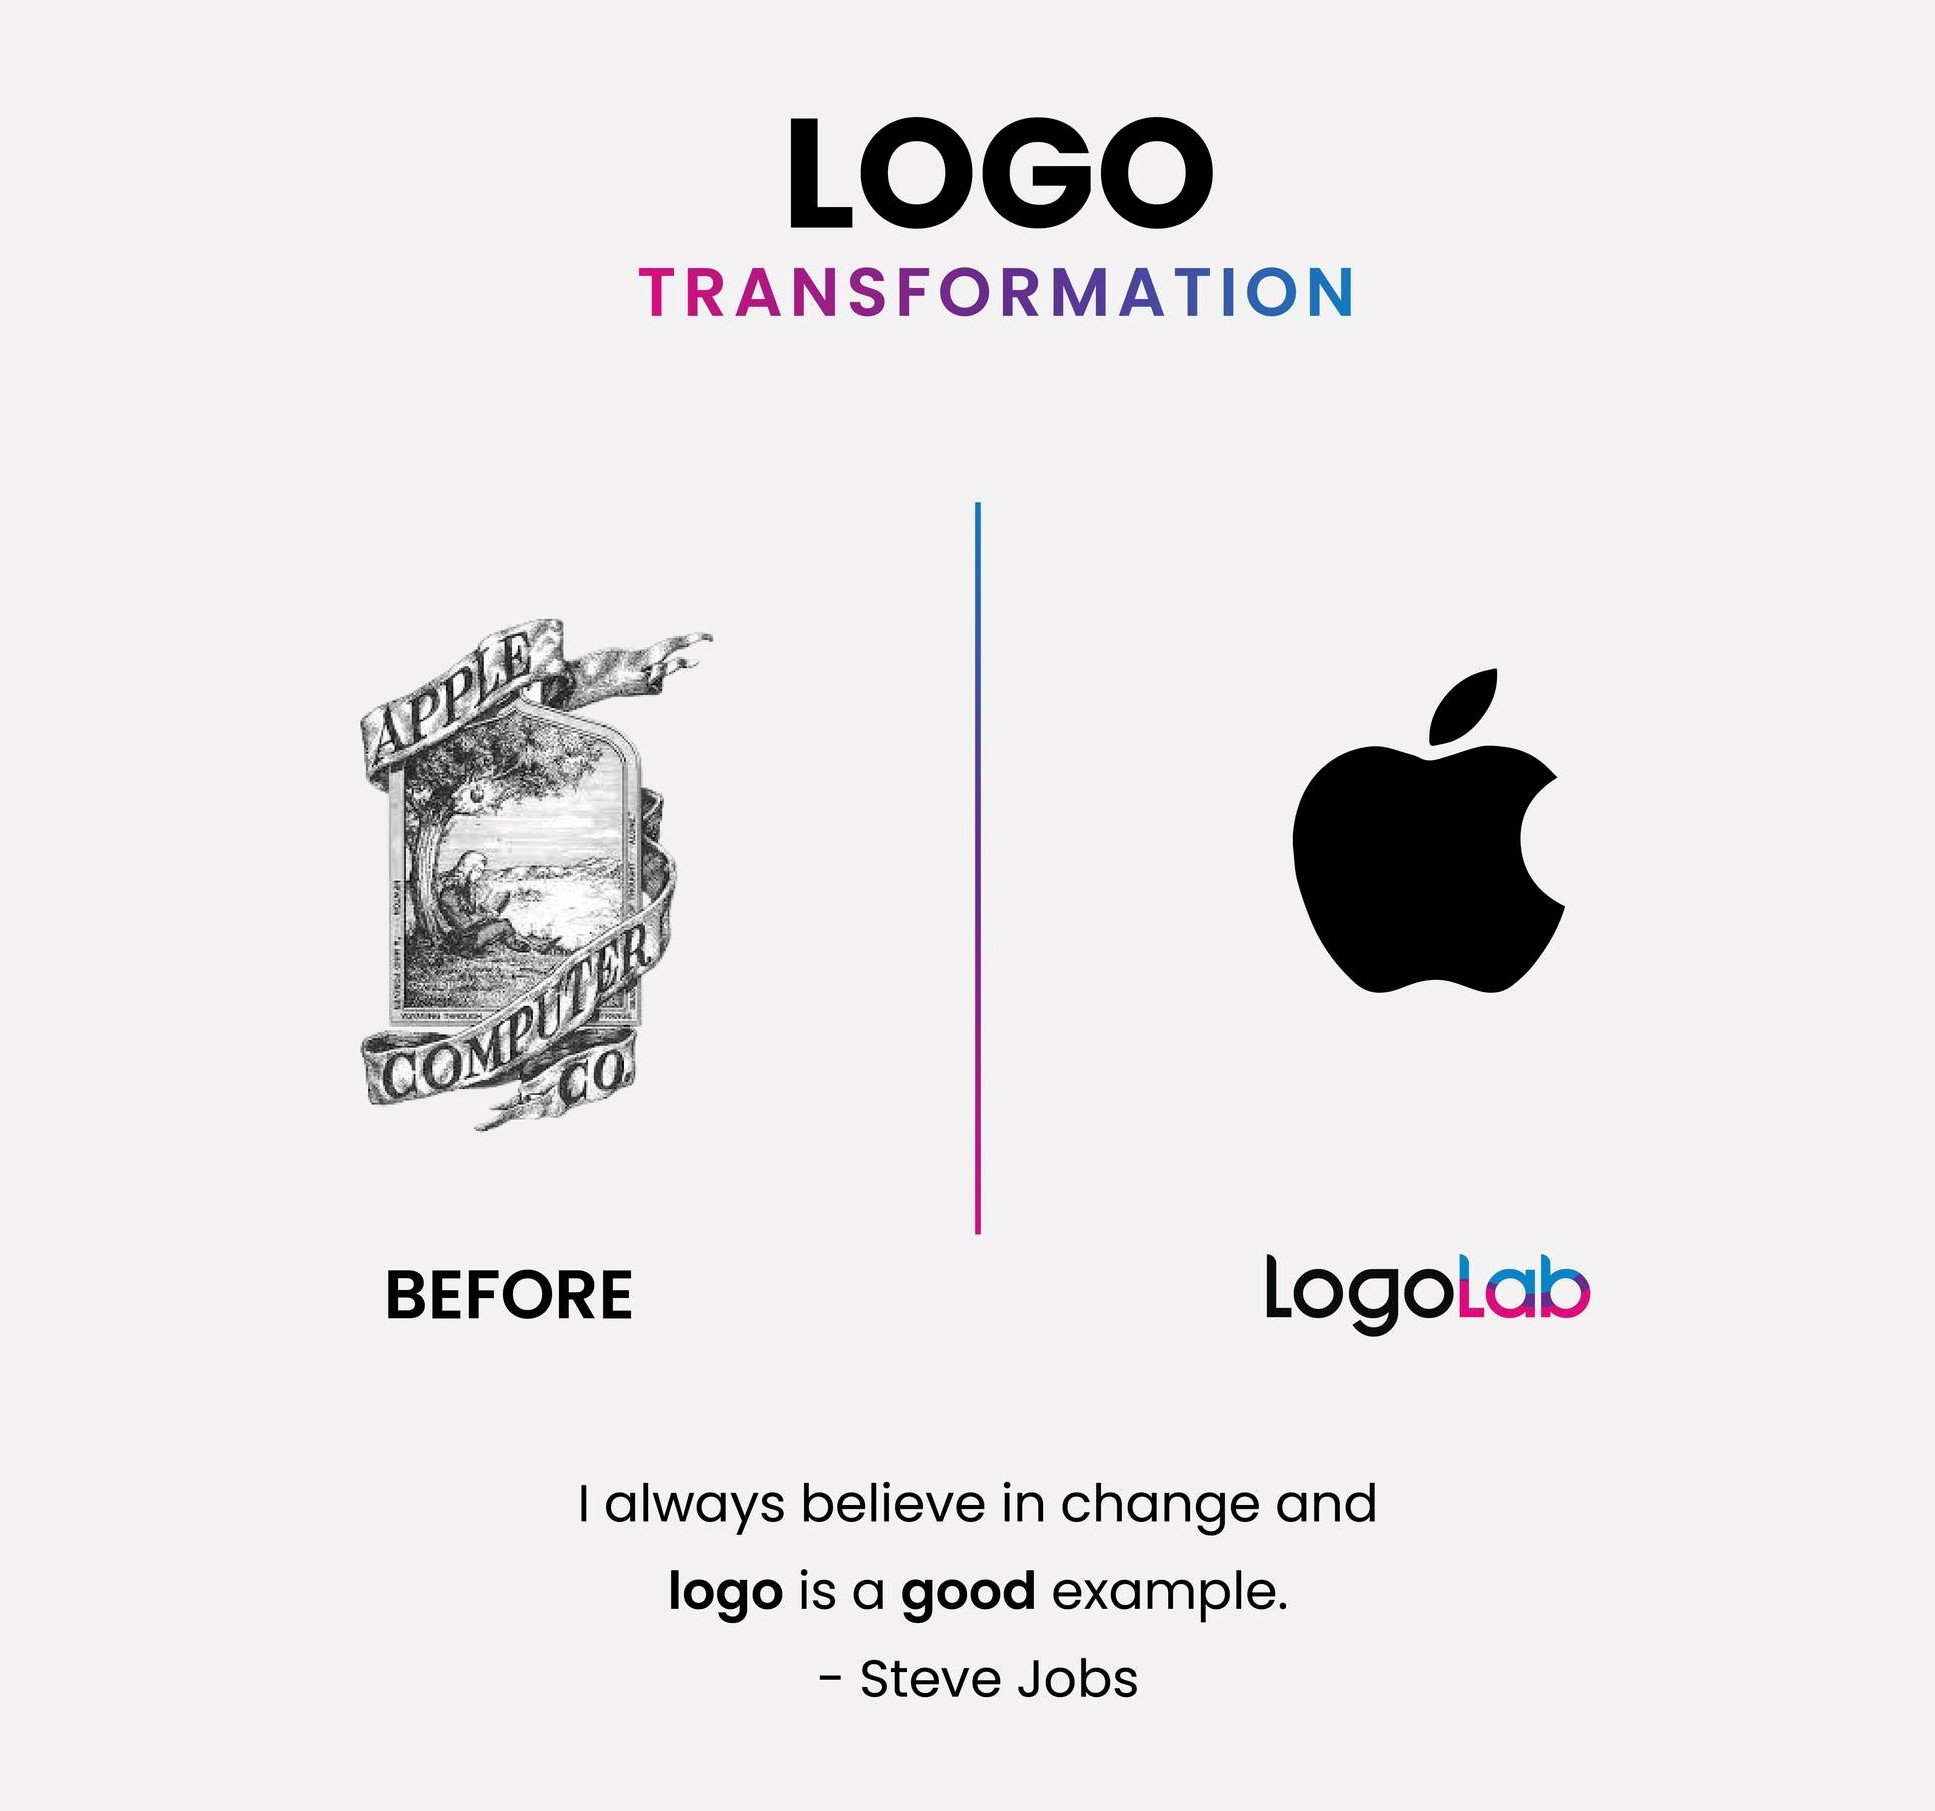 LOGO
TRANSFORMATION
APPLE
COMPUTER
CO.
BEFORE
LogoLab
I always believe in change and
logo is a good example.
- Steve Jobs